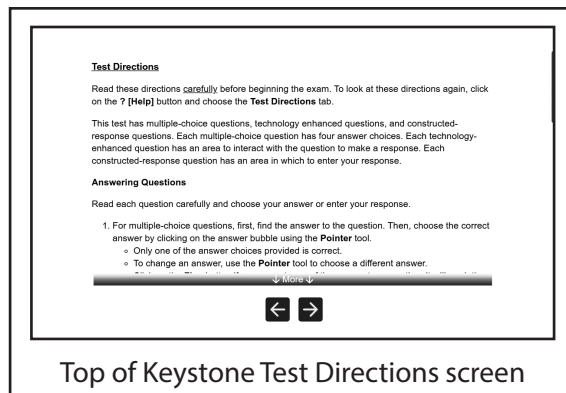 Test Directions
Read these directions carefully before beginning the exam. To look at these directions again, click
on the ? [Help] button and choose the Test Directions tab.
This test has multiple-choice questions, technology enhanced questions, and constructed-
response questions. Each multiple-choice question has four answer choices. Each technology-
enhanced question has an area to interact with the question to make a response. Each
constructed-response question has an area in which to enter your response.
Answering Questions
Read each question carefully and choose your answer or enter your response.
1. For multiple-choice questions, first, find the answer to the question. Then, choose the correct
answer by clicking on the answer bubble using the Pointer tool.
○ Only one of the answer choices provided is correct.
○ To change an answer, use the Pointer tool to choose a different answer.
↓ More ↓
Top of Keystone Test Directions screen